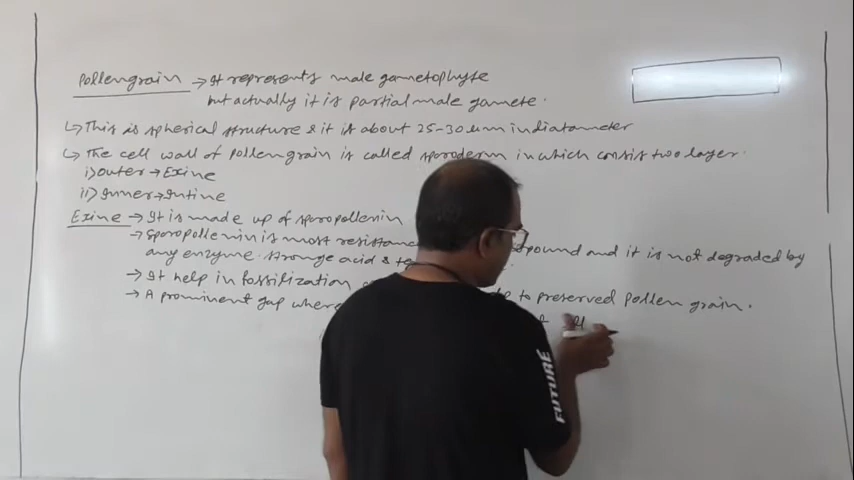 Pollengrain → It represents male gametophyte
but actually it is partial male gamete.
↳ This is spherical structure & it is about 25-30 µm in diatameter
↳ The cell wall of pollengrain is called sporoderm in which consist two layer.
i) outer → Exine
ii) Inner → Intine
Exine → It is made up of sporopollenin.
→ Sporopollenin is most resistance pound and it is not degraded by
any enzyme. stronge acid &
→ It help in fossilization to preserved pollen grain.
→ A prominent gap where
FUTURE